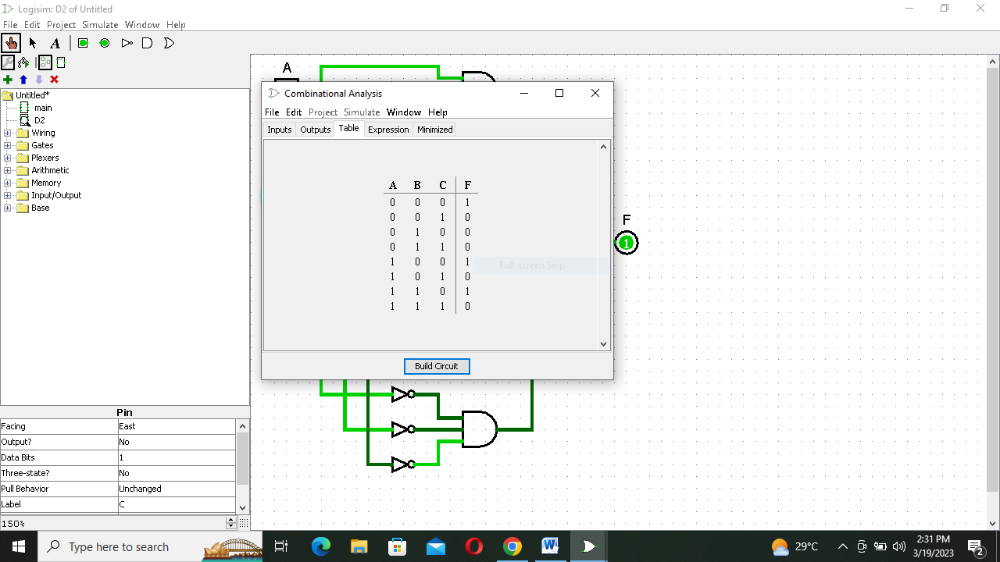 Logisim: D2 of Untitled
File Edit Project Simulate Window Help
A
A
Untitled*
main
D2
Wiring
Gates
Plexers
Arithmetic
Memory
Input/Output
Base
Combinational Analysis
File Edit Project Simulate Window Help
Inputs Outputs Table Expression Minimized
A B C F
0 0 0 1
0 0 1 0
0 1 0 0
0 1 1 0
1 0 0 1
1 0 1 0
1 1 0 1
1 1 1 0
Full-screen Snip
Build Circuit
F
1
Pin
Facing East
Output? No
Data Bits 1
Three-state? No
Pull Behavior Unchanged
Label C
150%
Type here to search
29°C
2:31 PM
3/19/2023
2